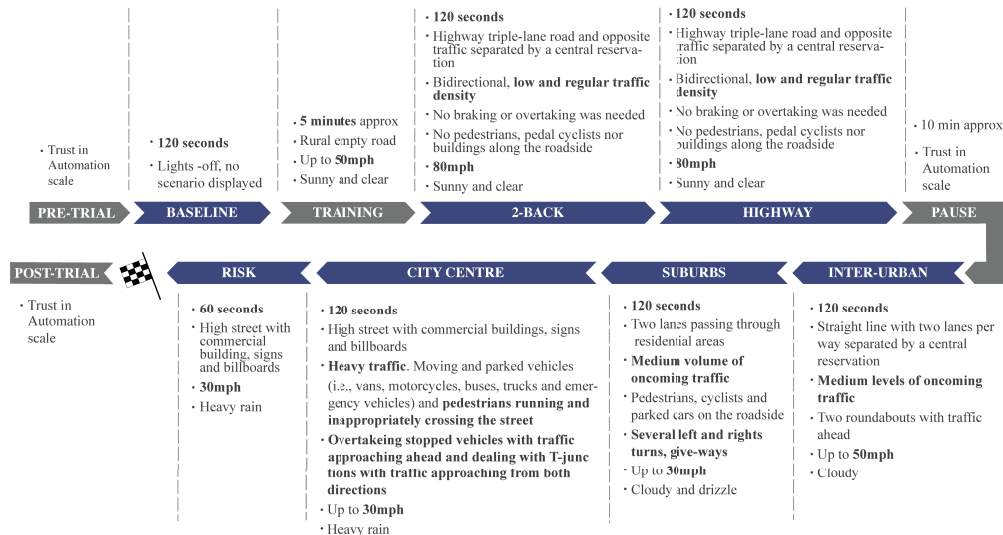 • Trust in
Automation
scale
PRE-TRIAL
• 120 seconds
• Lights -off, no
scenario displayed
BASELINE
• 5 minutes approx
• Rural empty road
• Up to 50mph
• Sunny and clear
TRAINING
• 120 seconds
• Highway triple-lane road and opposite
traffic separated by a central reserva-
tion
• Bidirectional, low and regular traffic
density
• No braking or overtaking was needed
• No pedestrians, pedal cyclists nor
buildings along the roadside
• 80mph
• Sunny and clear
2-BACK
• 120 seconds
• Highway triple-lane road and opposite
traffic separated by a central reserva-
tion
• Bidirectional, low and regular traffic
density
• No braking or overtaking was needed
• No pedestrians, pedal cyclists nor
buildings along the roadside
• 80mph
• Sunny and clear
HIGHWAY
• 10 min approx
• Trust in
Automation
scale
PAUSE
INTER-URBAN
• 120 seconds
• Straight line with two lanes per
way separated by a central
reservation
• Medium levels of oncoming
traffic
• Two roundabouts with traffic
ahead
• Up to 50mph
• Cloudy
SUBURBS
• 120 seconds
• Two lanes passing through
residential areas
• Medium volume of
oncoming traffic
• Pedestrians, cyclists and
parked cars on the roadside
• Several left and rights
turns, give-ways
• Up to 30mph
• Cloudy and drizzle
CITY CENTRE
• 120 seconds
• High street with commercial buildings, signs
and billboards
• Heavy traffic. Moving and parked vehicles
(i.e., vans, motorcycles, buses, trucks and emer-
gency vehicles) and pedestrians running and
inappropriately crossing the street
• Overtakeing stopped vehicles with traffic
approaching ahead and dealing with T-junc
tions with traffic approaching from both
directions
• Up to 30mph
• Heavy rain
RISK
• 60 seconds
• High street with
commercial
building, signs
and billboards
• 30mph
• Heavy rain
POST-TRIAL
• Trust in
Automation
scale